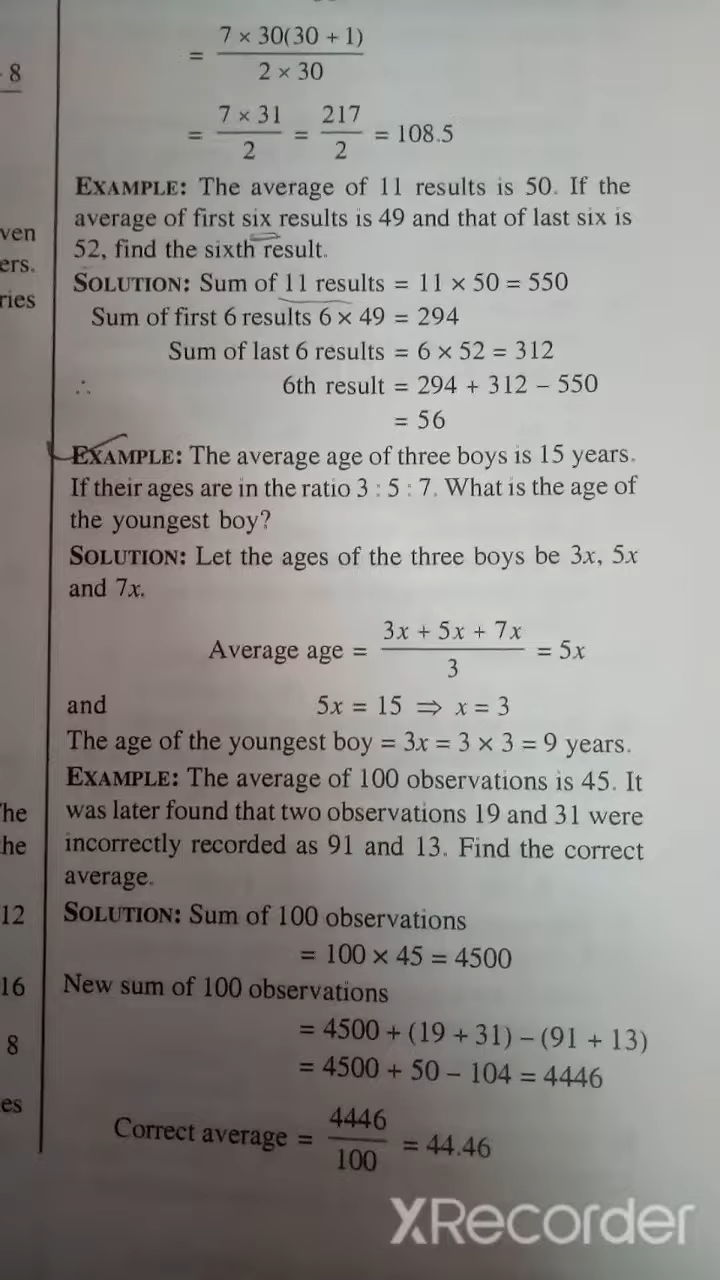 = 7 × 30(30 + 1) / 2 × 30
= 7 × 31 / 2 = 217 / 2 = 108.5
EXAMPLE: The average of 11 results is 50. If the
average of first six results is 49 and that of last six is
52, find the sixth result.
SOLUTION: Sum of 11 results = 11 × 50 = 550
Sum of first 6 results 6 × 49 = 294
Sum of last 6 results = 6 × 52 = 312
∴ 6th result = 294 + 312 – 550
= 56
EXAMPLE: The average age of three boys is 15 years.
If their ages are in the ratio 3 : 5 : 7. What is the age of
the youngest boy?
SOLUTION: Let the ages of the three boys be 3x, 5x
and 7x.
Average age = 3x + 5x + 7x / 3 = 5x
and 5x = 15 ⇒ x = 3
The age of the youngest boy = 3x = 3 × 3 = 9 years.
EXAMPLE: The average of 100 observations is 45. It
was later found that two observations 19 and 31 were
incorrectly recorded as 91 and 13. Find the correct
average.
SOLUTION: Sum of 100 observations
= 100 × 45 = 4500
New sum of 100 observations
= 4500 + (19 + 31) – (91 + 13)
= 4500 + 50 – 104 = 4446
Correct average = 4446 / 100 = 44.46
8
ven
ers.
ries
he
he
12
16
8
es
XRecorder